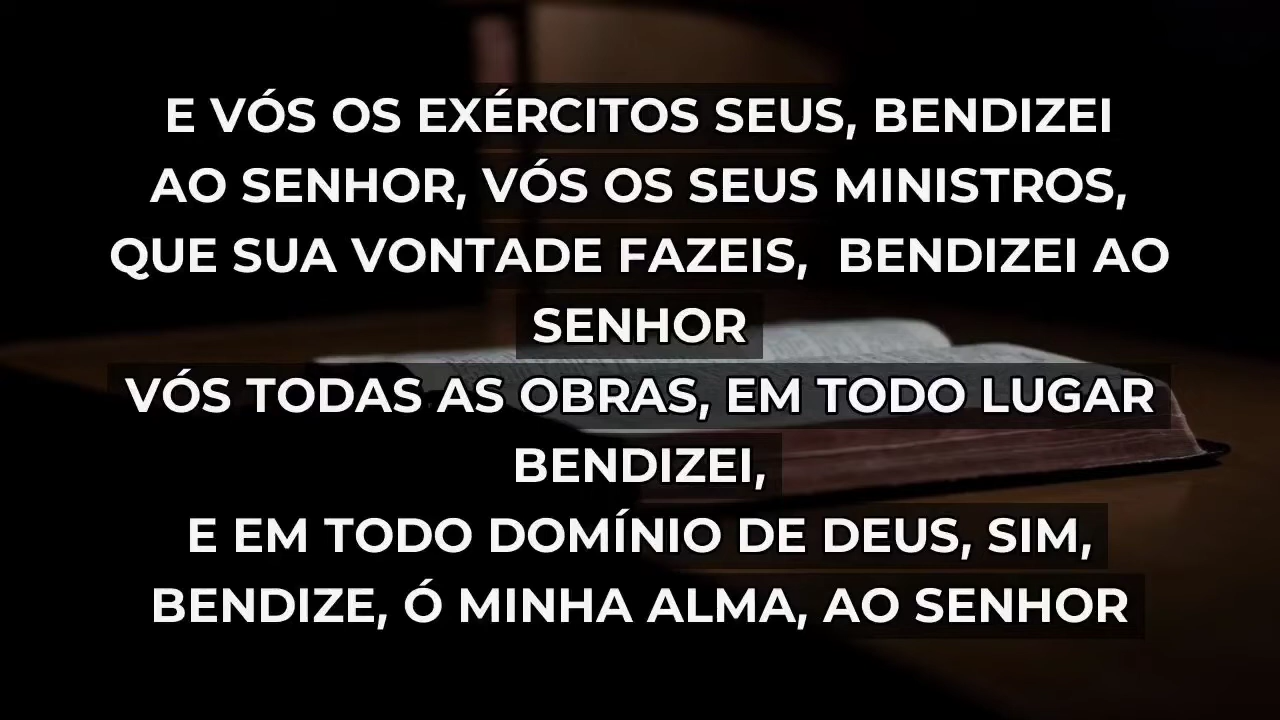 E VÓS OS EXÉRCITOS SEUS, BENDIZEI
AO SENHOR, VÓS OS SEUS MINISTROS,
QUE SUA VONTADE FAZEIS,  BENDIZEI AO
SENHOR
VÓS TODAS AS OBRAS, EM TODO LUGAR
BENDIZEI,
E EM TODO DOMÍNIO DE DEUS, SIM,
BENDIZE, Ó MINHA ALMA, AO SENHOR